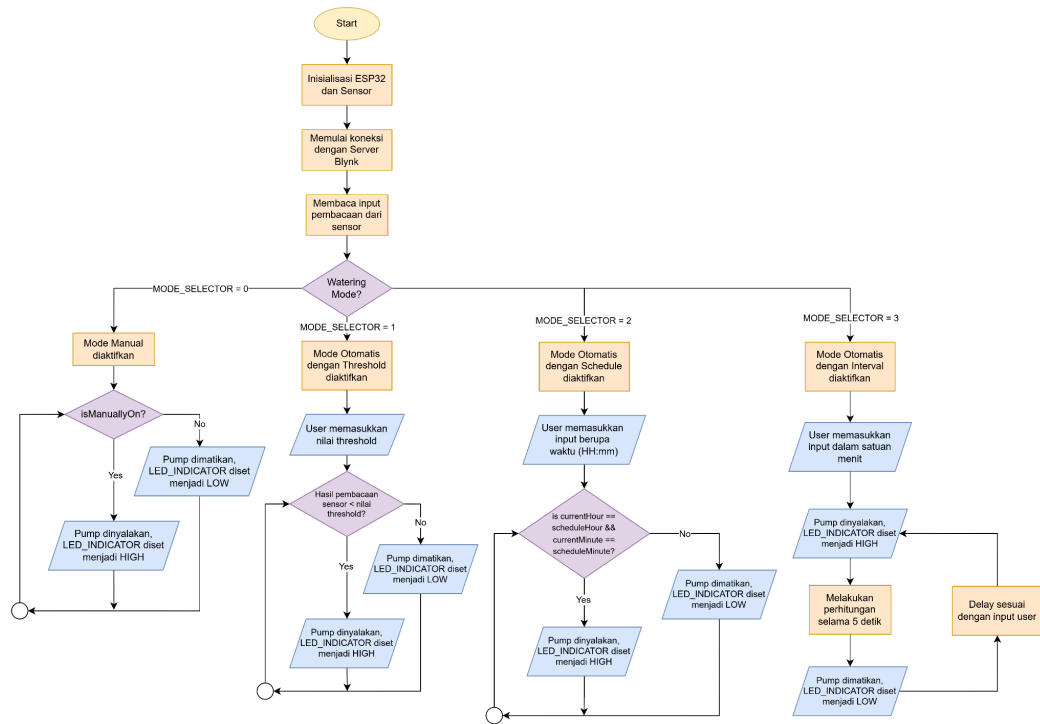 Start
Inisialisasi ESP32
dan Sensor
Memulai koneksi
dengan Server
Blynk
Membaca input
pembacaan dari
sensor
Watering
Mode?
MODE_SELECTOR = 0
MODE_SELECTOR = 1
MODE_SELECTOR = 2
MODE_SELECTOR = 3
Mode Manual
diaktifkan
isManuallyOn?
No
Yes
Pump dimatikan,
LED_INDICATOR diset
menjadi LOW
Pump dinyalakan,
LED_INDICATOR diset
menjadi HIGH
Mode Otomatis
dengan Threshold
diaktifkan
User memasukkan
nilai threshold
Hasil pembacaan
sensor < nilai
threshold?
No
Yes
Pump dimatikan,
LED_INDICATOR diset
menjadi LOW
Pump dinyalakan,
LED_INDICATOR diset
menjadi HIGH
Mode Otomatis
dengan Schedule
diaktifkan
User memasukkan
input berupa
waktu (HH:mm)
is currentHour ==
scheduleHour &&
currentMinute ==
scheduleMinute?
No
Yes
Pump dimatikan,
LED_INDICATOR diset
menjadi LOW
Pump dinyalakan,
LED_INDICATOR diset
menjadi HIGH
Mode Otomatis
dengan Interval
diaktifkan
User memasukkan
input dalam satuan
menit
Pump dinyalakan,
LED_INDICATOR diset
menjadi HIGH
Melakukan
perhitungan
selama 5 detik
Delay sesuai
dengan input user
Pump dimatikan,
LED_INDICATOR diset
menjadi LOW